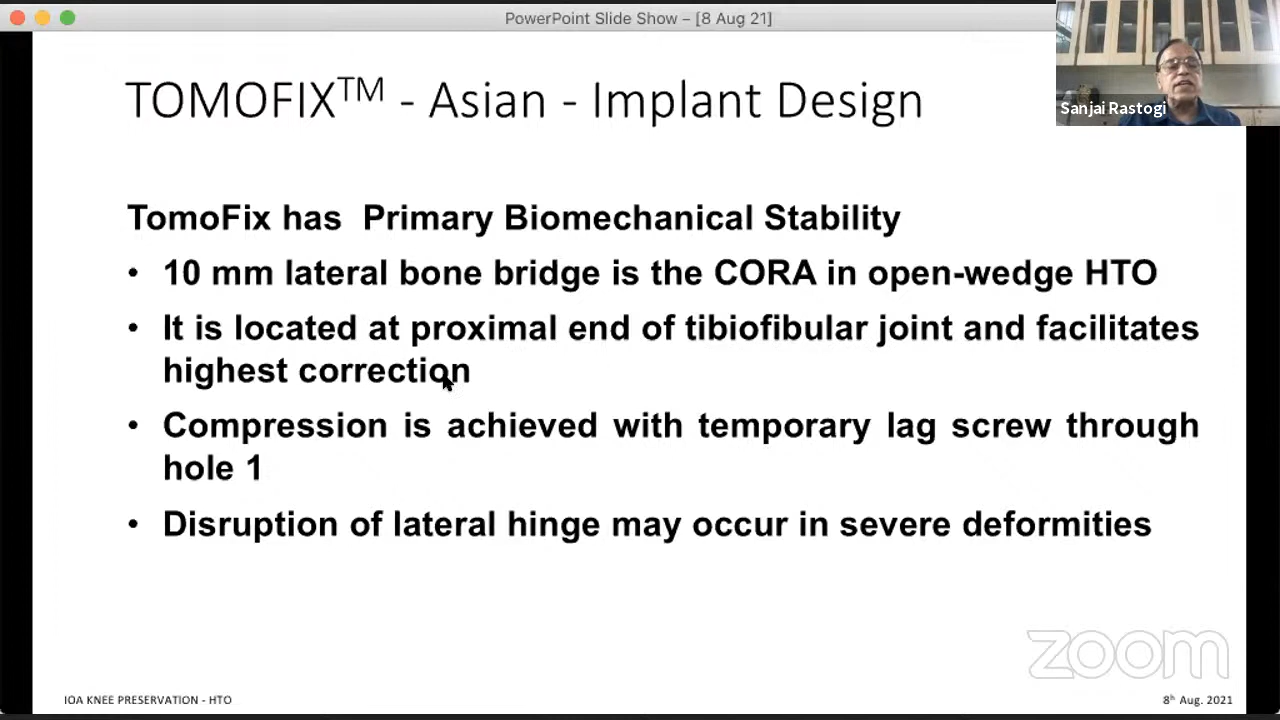 PowerPoint Slide Show – [8 Aug 21]
Sanjai Rastogi
TOMOFIX™ - Asian - Implant Design
TomoFix has Primary Biomechanical Stability
• 10 mm lateral bone bridge is the CORA in open-wedge HTO
• It is located at proximal end of tibiofibular joint and facilitates
highest correction
• Compression is achieved with temporary lag screw through
hole 1
• Disruption of lateral hinge may occur in severe deformities
zoom
IOA KNEE PRESERVATION - HTO
8ʰ Aug. 2021